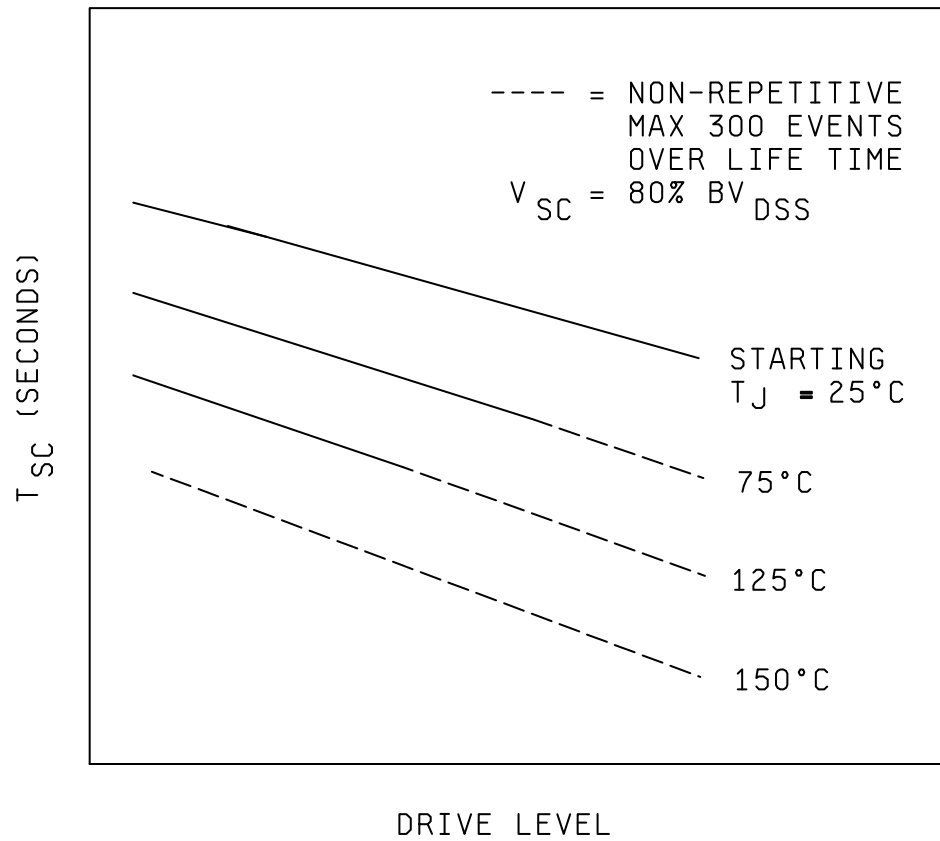 ---- = NON-REPETITIVE
MAX 300 EVENTS
OVER LIFE TIME
V SC = 80% BV DSS
T SC (SECONDS)
STARTING
TJ = 25°C
75°C
125°C
150°C
DRIVE LEVEL